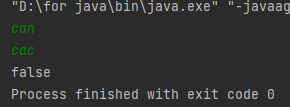 "D:\for java\bin\java.exe" "-javaag
can
cac
false
Process finished with exit code 0